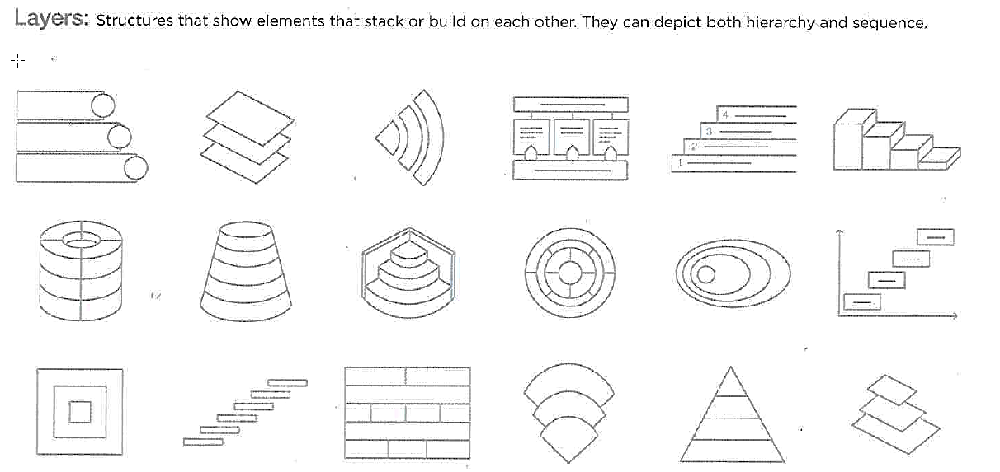 Layers: Structures that show elements that stack or build on each other. They can depict both hierarchy and sequence.
4
3
2
1